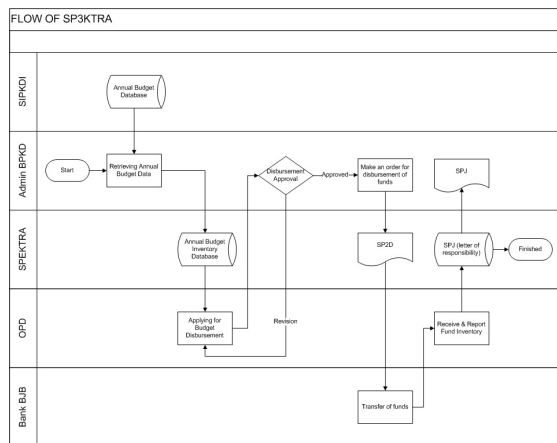 FLOW OF SP3KTRA
SIPKDI
Annual Budget
Database
Admin BPKD
Start
Retrieving Annual
Budget Data
Disbursement
Approval
Approved
Make an order for
disbursement of
funds
SPJ
SPEKTRA
Annual Budget
Inventory
Database
SP2D
SPJ (letter of
responsibility)
Finished
OPD
Applying for
Budget
Disbursement
Revision
Receive & Report
Fund Inventory
Bank BJB
Transfer of funds